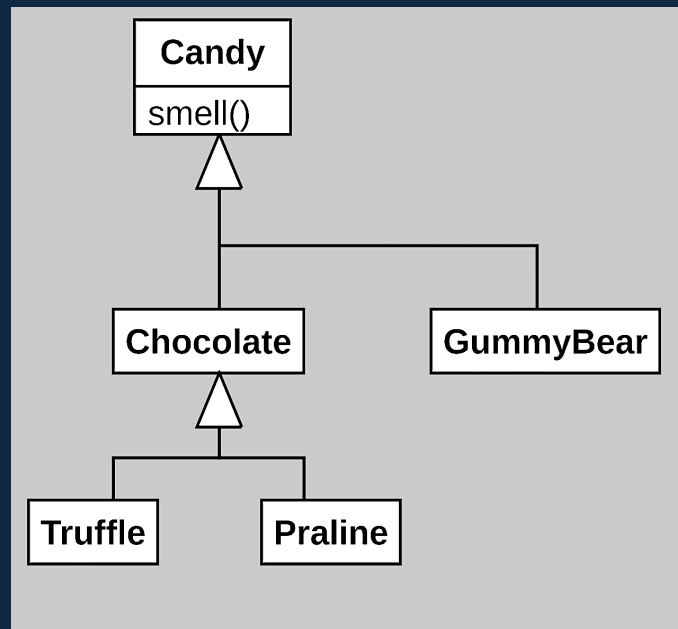 Candy
smell()
Chocolate
GummyBear
Truffle
Praline